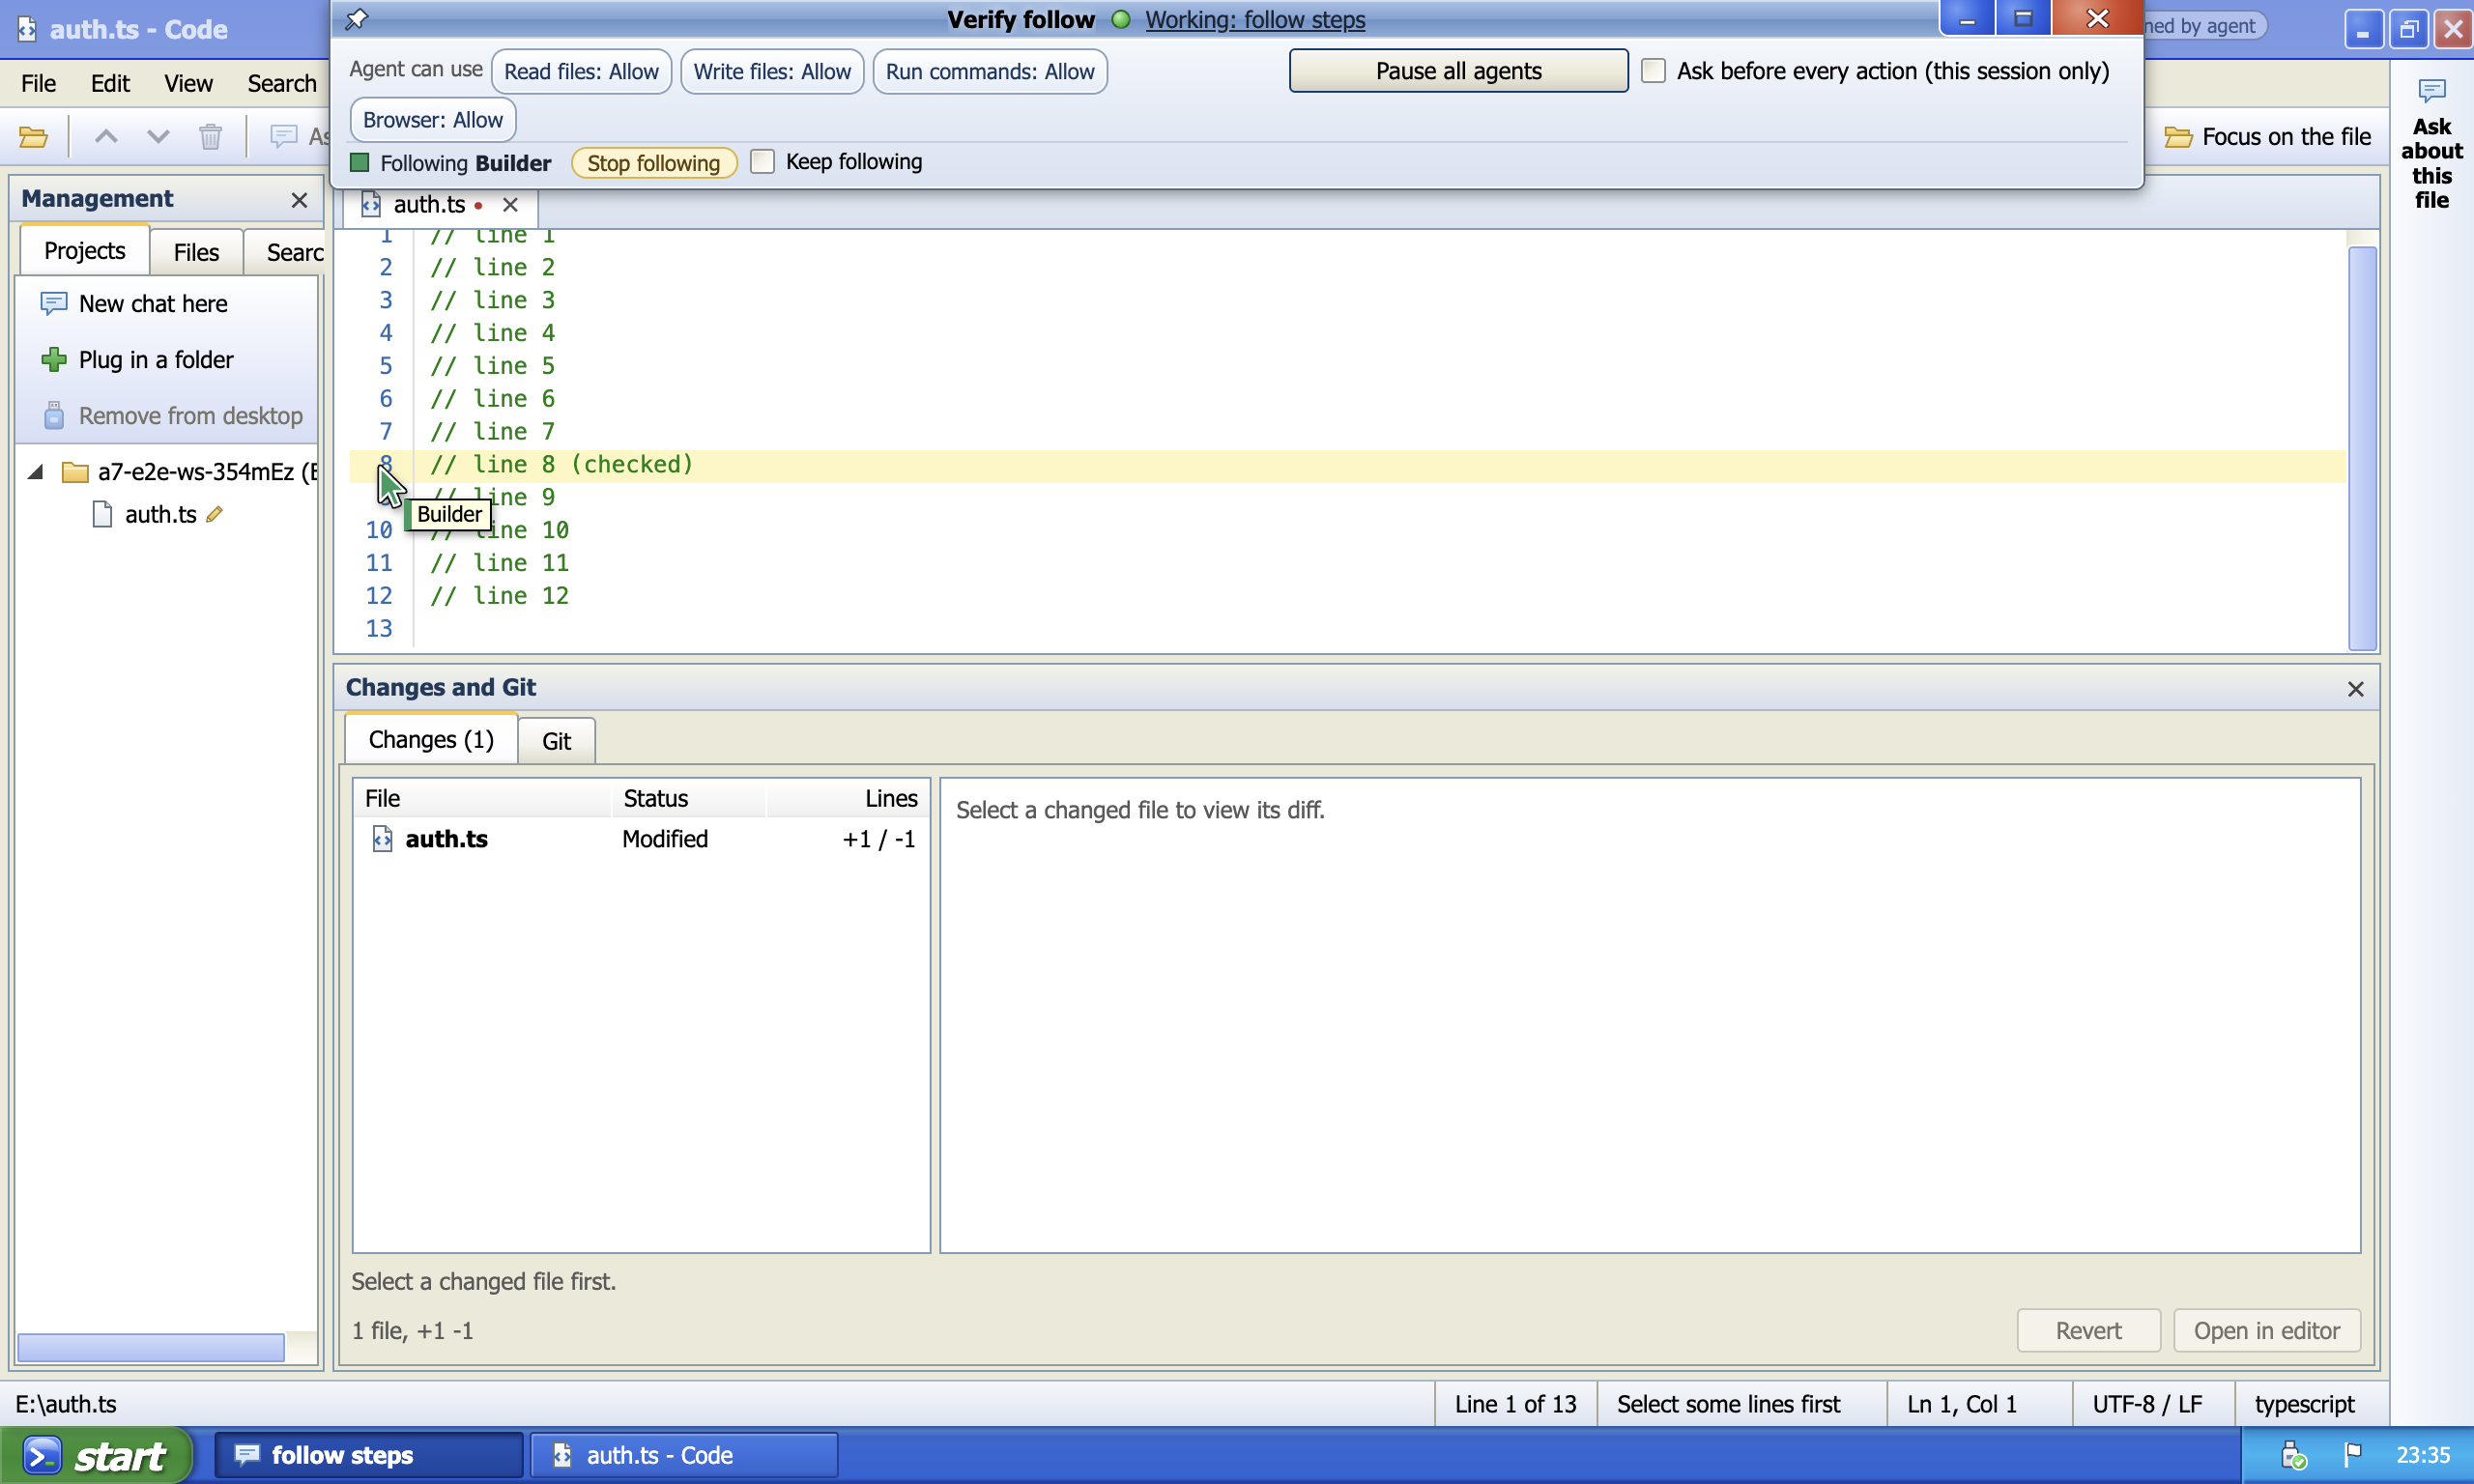 auth.ts - Code
Verify follow
Working: follow steps
ned by agent
File Edit View Search
Agent can use Read files: Allow Write files: Allow Run commands: Allow
Pause all agents
Ask before every action (this session only)
Browser: Allow
Following Builder Stop following Keep following
Focus on the file
Ask about this file
Management
Projects Files Searc
New chat here
Plug in a folder
Remove from desktop
a7-e2e-ws-354mEz (
auth.ts
auth.ts
1 // line 1
2 // line 2
3 // line 3
4 // line 4
5 // line 5
6 // line 6
7 // line 7
8 // line 8 (checked)
// line 9
Builder
10 // line 10
11 // line 11
12 // line 12
13
Changes and Git
Changes (1) Git
File Status Lines
auth.ts Modified +1 / -1
Select a changed file to view its diff.
Select a changed file first.
1 file, +1 -1
Revert Open in editor
E:\auth.ts
Line 1 of 13 Select some lines first Ln 1, Col 1 UTF-8 / LF typescript
start follow steps auth.ts - Code 23:35